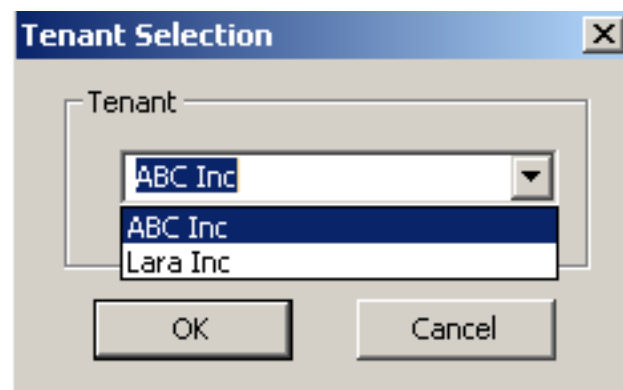 Tenant Selection
Tenant
ABC Inc
ABC Inc
Lara Inc
OK
Cancel